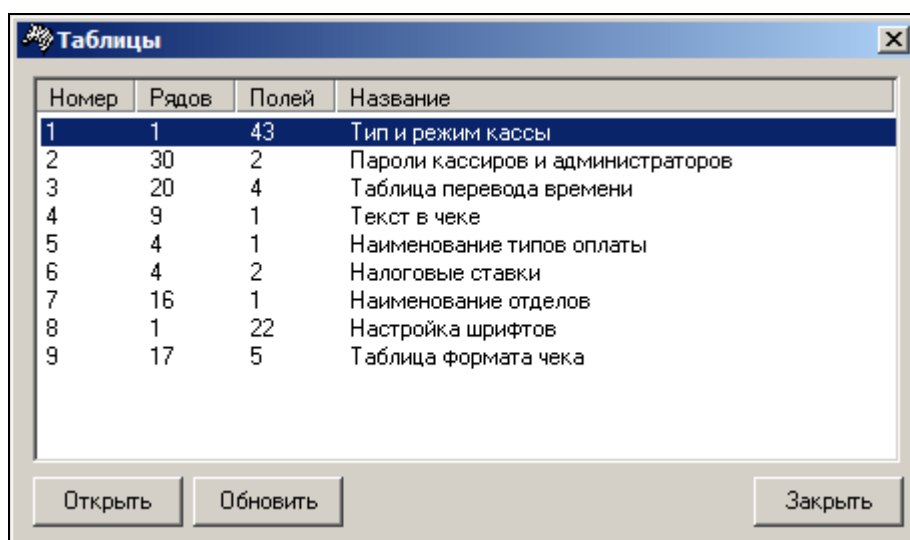 Таблицы
Номер Рядов Полей Название
1 1 43 Тип и режим кассы
2 30 2 Пароли кассиров и администраторов
3 20 4 Таблица перевода времени
4 9 1 Текст в чеке
5 4 1 Наименование типов оплаты
6 4 2 Налоговые ставки
7 16 1 Наименование отделов
8 1 22 Настройка шрифтов
9 17 5 Таблица формата чека
Открыть Обновить Закрыть